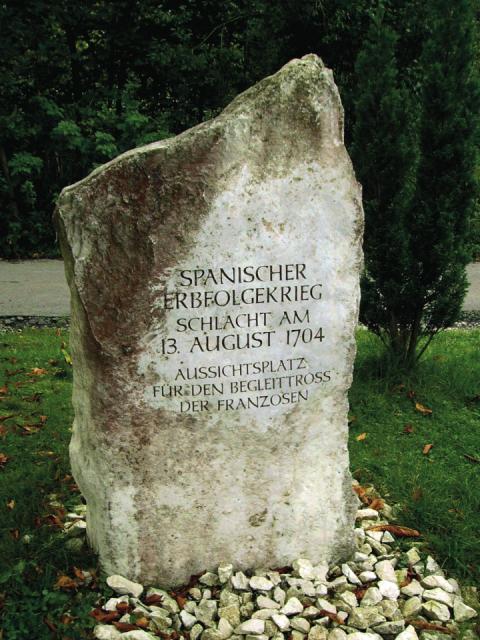 SPANISCHER
ERBFOLGEKRIEG
SCHLACHT AM
13. AUGUST 1704
AUSSICHTSPLATZ
FÜR DEN BEGLEITTROSS
DER FRANZOSEN